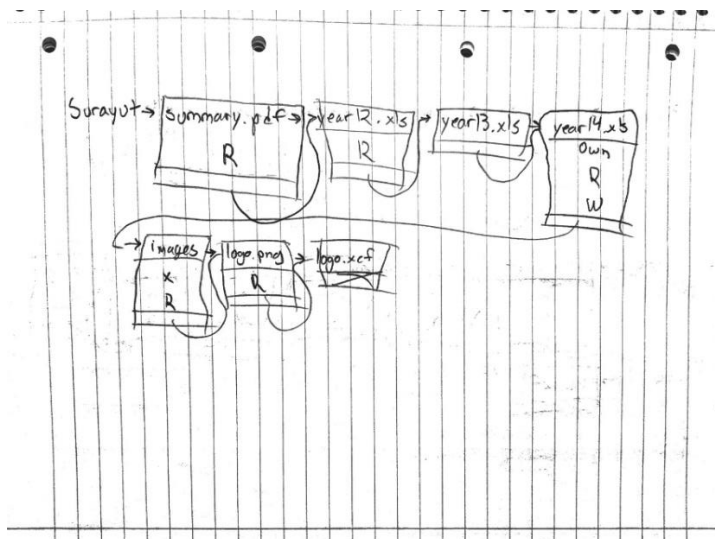 Surayut → summary.pdf year12.xls year13.xls year14.xls
R R Own
R
W
images logo.png logo.xcf
x R
R